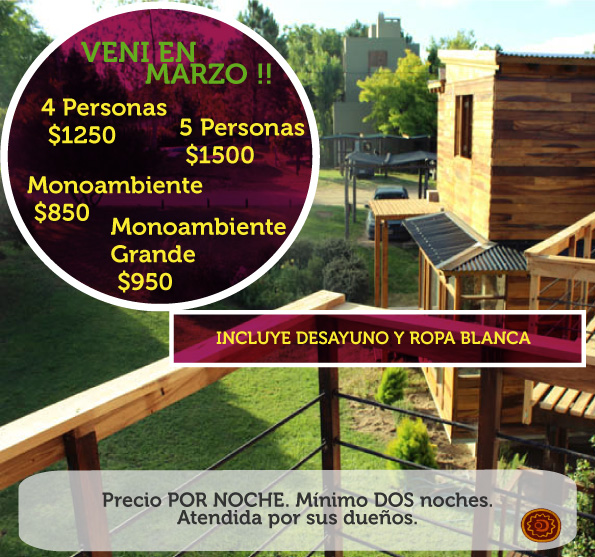 VENI EN
MARZO !!
4 Personas
$1250
5 Personas
$1500
Monoambiente
$850
Monoambiente
Grande
$950
INCLUYE DESAYUNO Y ROPA BLANCA
Precio POR NOCHE. Mínimo DOS noches.
Atendida por sus dueños.